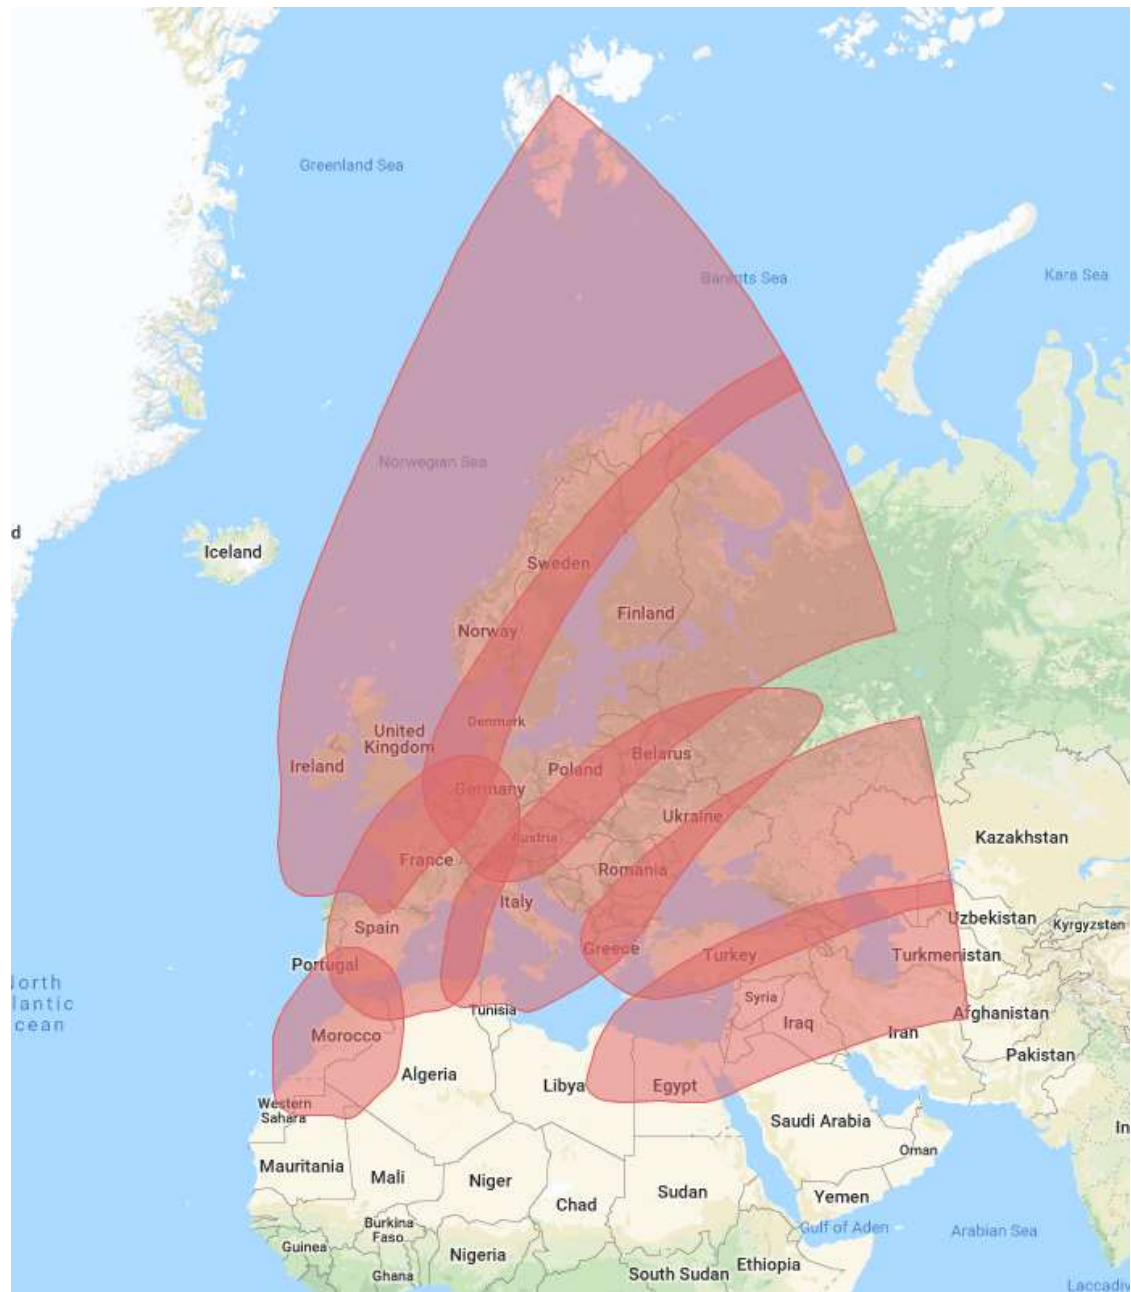 Greenland Sea
Barents Sea
Kara Sea
Norwegian Sea
d
Iceland
Sweden
Finland
Norway
Denmark
United
Kingdom
Ireland
Belarus
Poland
Germany
Ukraine
Kazakhstan
Austria
France
Romania
Italy
Uzbekistan
Kyrgyzstan
Spain
Greece
Turkey
Turkmenistan
Portugal
North
Atlantic
Ocean
Syria
Tunisia
Afghanistan
Iraq
Iran
Morocco
Pakistan
Algeria
Libya
Egypt
Western
Sahara
Saudi Arabia
In
Oman
Mauritania
Mali
Niger
Chad
Sudan
Yemen
Burkina
Faso
Gulf of Aden
Arabian Sea
Guinea
Nigeria
Ethiopia
Ghana
South Sudan
Laccadiv